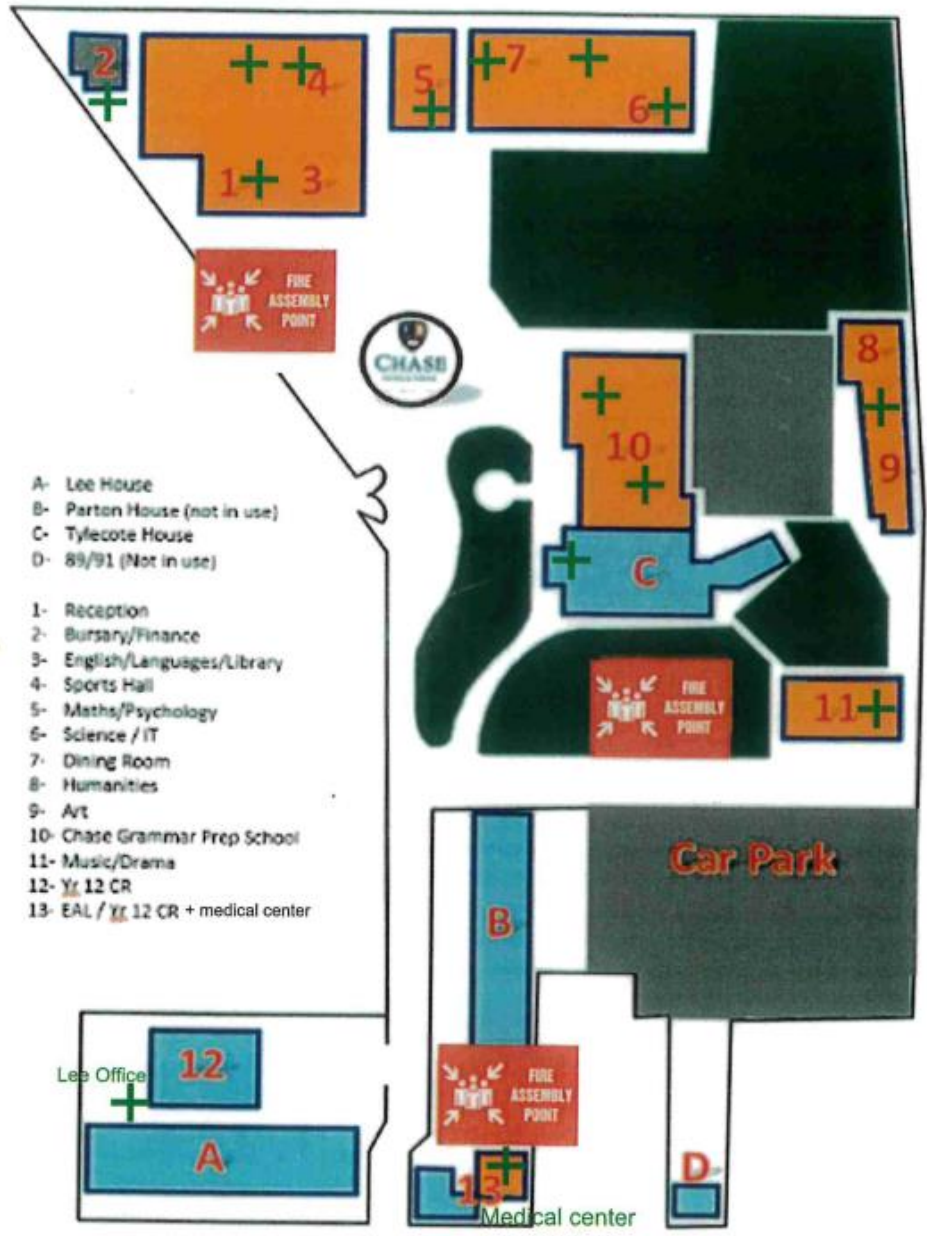 2
4
5
7
6
1
3
FIRE
ASSEMBLY
POINT
CHASE
8
10
9
C
A- Lee House
B- Parton House (not in use)
C- Tylecote House
D- 89/91 (Not in use)
1- Reception
2- Bursary/Finance
3- English/Languages/Library
4- Sports Hall
5- Maths/Psychology
6- Science / IT
7- Dining Room
8- Humanities
9- Art
10- Chase Grammar Prep School
11- Music/Drama
12- Yr 12 CR
13- EAL / Yr 12 CR + medical center
FIRE
ASSEMBLY
POINT
11
Car Park
B
Lee Office
12
FIRE
ASSEMBLY
POINT
A
13
D
Medical center